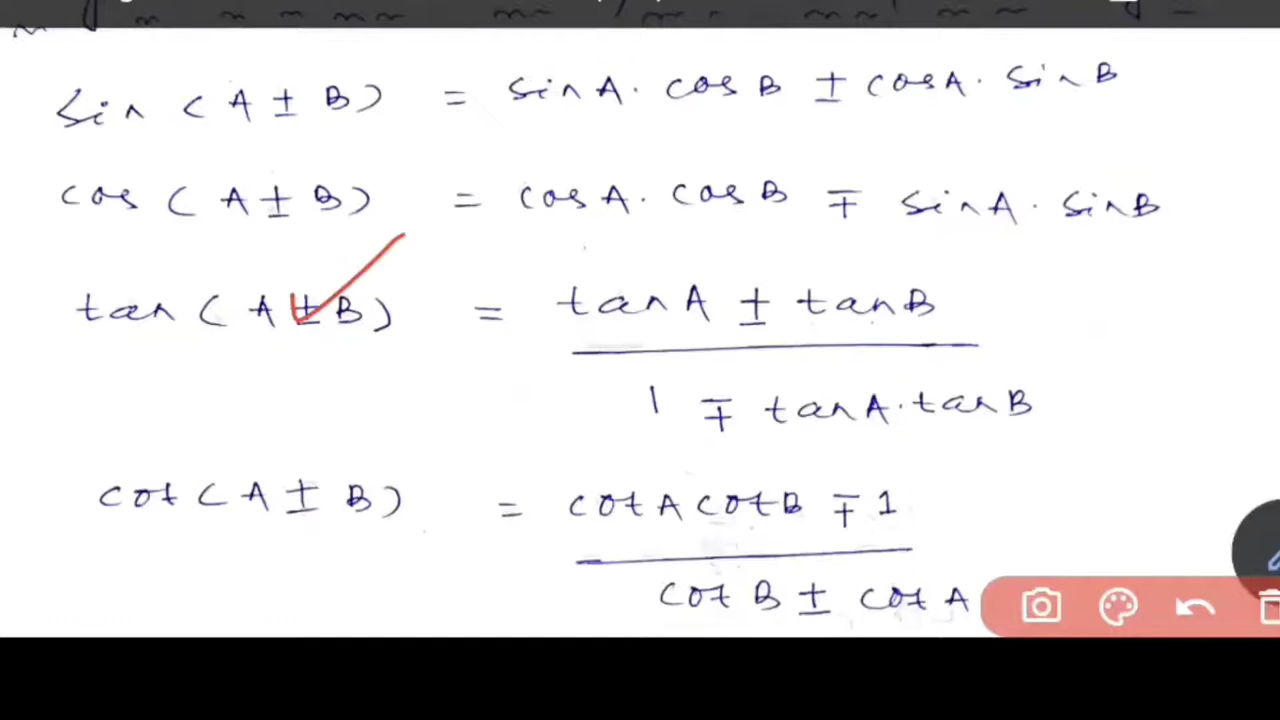 sin (A ± B) = sinA. cosB ± cosA. sinB
cos (A ± B) = cosA. cosB ∓ sinA. sinB
tan (A ± B) = tanA ± tanB
1 ∓ tanA.tanB
cot (A ± B) = cotA cotB ∓ 1
cotB ± cotA